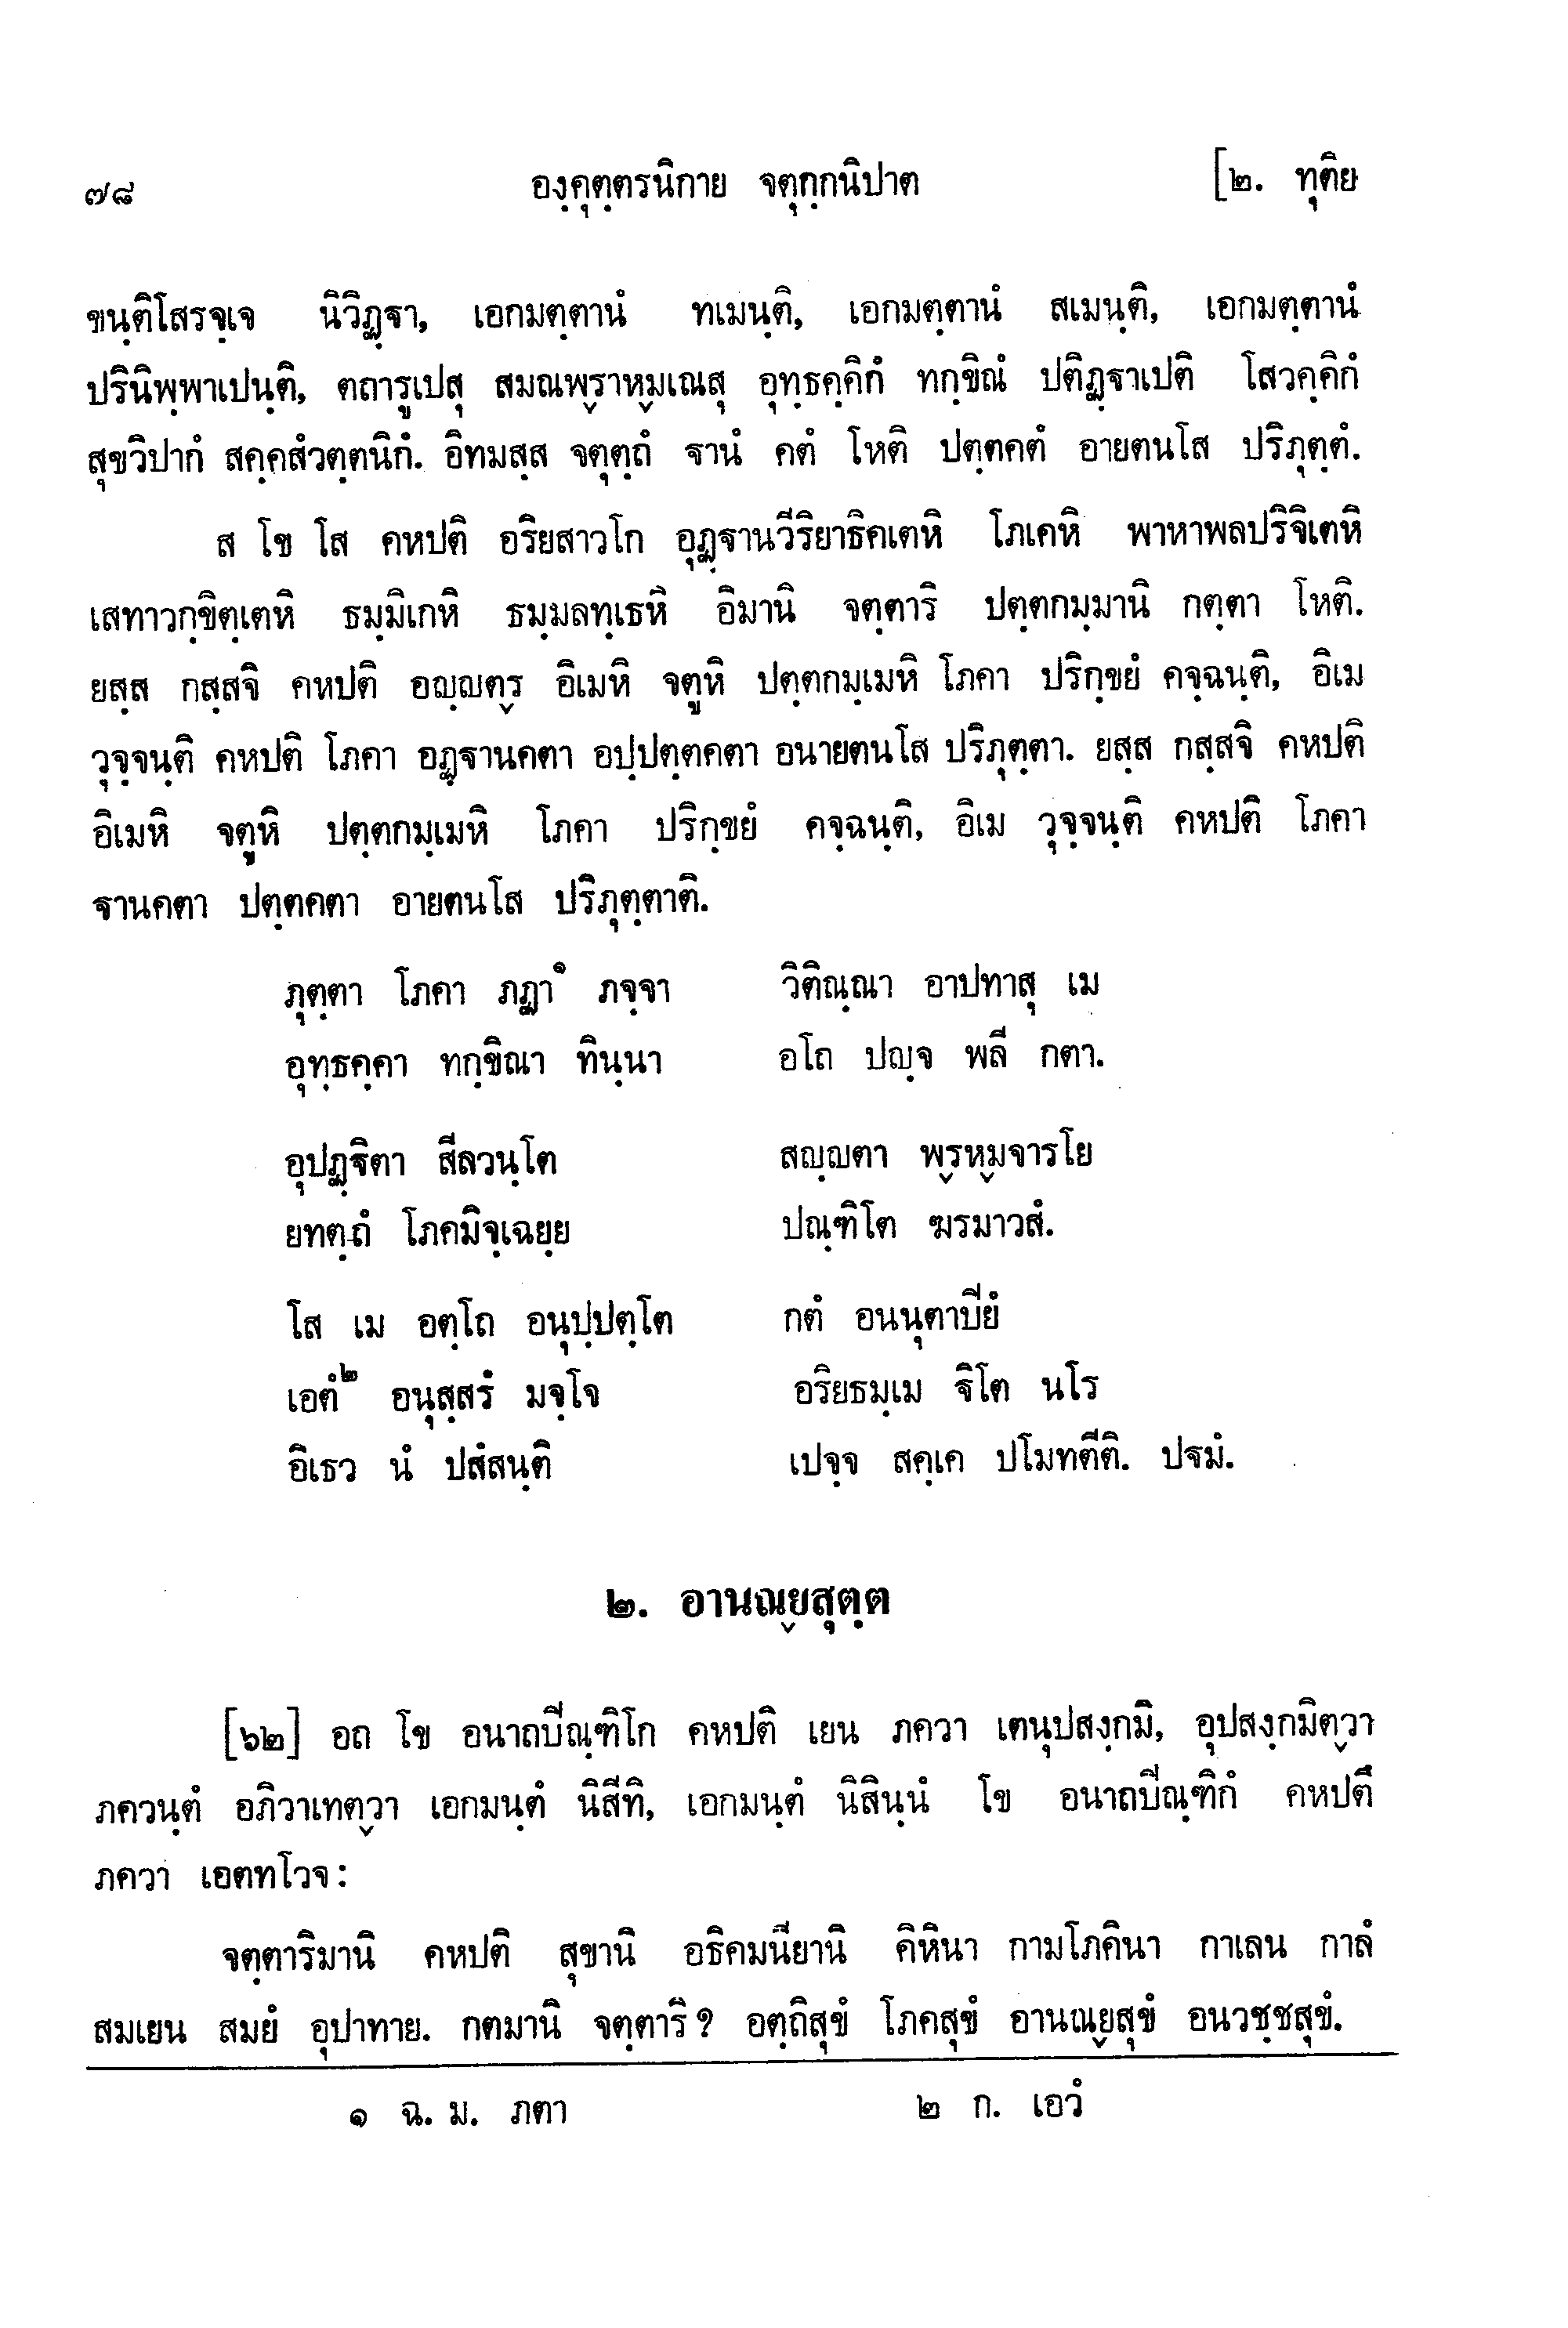 ๗๘ องฺคุตฺตรนิกาย จตุกฺกนิปาต [๒. ทุติย
ขนฺติโสรจฺเจ นิวิฏฺฐา, เอกมตฺตานํ ทเมนฺติ, เอกมตฺตานํ สเมนฺติ, เอกมตฺตานํ
ปรินิพฺพาเปนฺติ, ตถารูเปสุ สมณพฺราหฺมเณสุ อุทฺธคฺคิกํ ทกฺขิณํ ปติฏฺฐาเปติ โสวคฺคิกํ
สุขวิปากํ สคฺคสํวตฺตนิกํ. อิทมสฺส จตุตฺถํ ฐานํ คตํ โหติ ปตฺตคตํ อายตนโส ปริภุตฺตํ.
ส โข โส คหปติ อริยสาวโก อุฏฺฐานวีริยาธิคเตหิ โภเคหิ พาหาพลปริจิเตหิ
เสทาวกฺขิตฺเตหิ ธมฺมิเกหิ ธมฺมลทฺเธหิ อิมานิ จตฺตาริ ปตฺตกมฺมานิ กตฺตา โหติ.
ยสฺส กสฺสจิ คหปติ อญฺญตฺร อิเมหิ จตูหิ ปตฺตกมฺเมหิ โภคา ปริกฺขยํ คจฺฉนฺติ, อิเม
วุจฺจนฺติ คหปติ โภคา อฏฺฐานคตา อปฺปตฺตคตา อนายตนโส ปริภุตฺตา. ยสฺส กสฺสจิ คหปติ
อิเมหิ จตูหิ ปตฺตกมฺเมหิ โภคา ปริกฺขยํ คจฺฉนฺติ, อิเม วุจฺจนฺติ คหปติ โภคา
ฐานคตา ปตฺตคตา อายตนโส ปริภุตฺตาติ.
ภุตฺตา โภคา ภฏา๑ ภจฺจา วิติณฺณา อาปทาสุ เม
อุทฺธคฺคา ทกฺขิณา ทินฺนา อโถ ปญฺจ พลี กตา.
อุปฏฺฐิตา สีลวนฺโต สญฺญตา พฺรหฺมจารโย
ยทตฺถํ โภคมิจฺเฉยฺย ปณฺฑิโต ฆรมาวสํ.
โส เม อตฺโถ อนุปฺปตฺโต กตํ อนนุตาปิยํ
เอตํ๒ อนุสฺสรํ มจฺโจ อริยธมฺเม ฐิโต นโร
อิเธว นํ ปสํสนฺติ เปจฺจ สคฺเค ปโมทตีติ. ปฐมํ.
๒. อานณฺยสุตฺต
[๖๒] อถ โข อนาถปิณฺฑิโก คหปติ เยน ภควา เตนุปสงฺกมิ, อุปสงฺกมิตฺวา
ภควนฺตํ อภิวาเทตฺวา เอกมนฺตํ นิสีทิ, เอกมนฺตํ นิสินฺนํ โข อนาถปิณฺฑิกํ คหปตึ
ภควา เอตทโวจ:
จตฺตาริมานิ คหปติ สุขานิ อธิคมนียานิ คิหินา กามโภคินา กาเลน กาลํ
สมเยน สมยํ อุปาทาย. กตมานิ จตฺตาริ? อตฺถิสุขํ โภคสุขํ อานณฺยสุขํ อนวชฺชสุขํ.
๑ ฉ. ม. ภตา ๒ ก. เอวํ